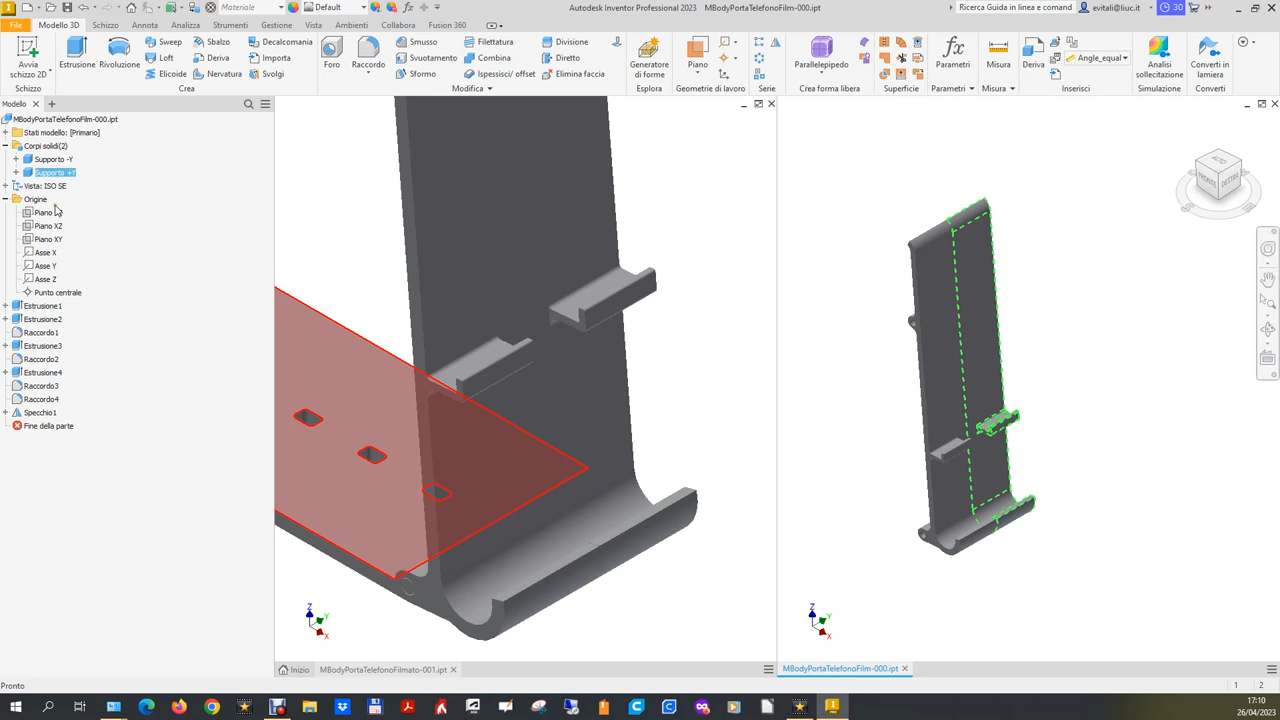 Materiale
Default
Autodesk Inventor Professional 2023
MBodyPortaTelefonoFilm-000.ipt
Ricerca Guida in linea e comand
evitali@liuc.it
30
File
Modello 3D
Schizzo
Annota
Analizza
Strumenti
Gestione
Vista
Ambienti
Collabora
Fusion 360
Avvia
schizzo 2D
Estrusione
Rivoluzione
Sweep
Sbalzo
Decalcomania
Loft
Deriva
Importa
Elicoide
Nervatura
Svolgi
Crea
Foro
Raccordo
Smusso
Filettatura
Divisione
Svuotamento
Combina
Diretto
Sformo
Ispessisci/ offset
Elimina faccia
Modifica
Generatore
di forme
Esplora
Piano
Geometrie di lavoro
Serie
Parallelepipedo
Crea forma libera
Superficie
Parametri
Parametri
Misura
Misura
Deriva
Angle_equal
Inserisci
Analisi
sollecitazione
Simulazione
Converti in
lamiera
Converti
Modello
MBodyPortaTelefonoFilm-000.ipt
Stati modello: [Primario]
Corpi solidi(2)
Supporto -Y
Supporto +Y
Vista: ISO SE
Origine
Piano
Piano XZ
Piano XY
Asse X
Asse Y
Asse Z
Punto centrale
Estrusione1
Estrusione2
Raccordo1
Estrusione3
Raccordo2
Estrusione4
Raccordo3
Raccordo4
Specchio1
Fine della parte
ALTO
FRONTE
DESTRA
Z
Y
X
Z
Y
X
Inizio
MBodyPortaTelefonoFilmato-001.ipt
MBodyPortaTelefonoFilm-000.ipt
Pronto
1
2
17:10
26/04/2023